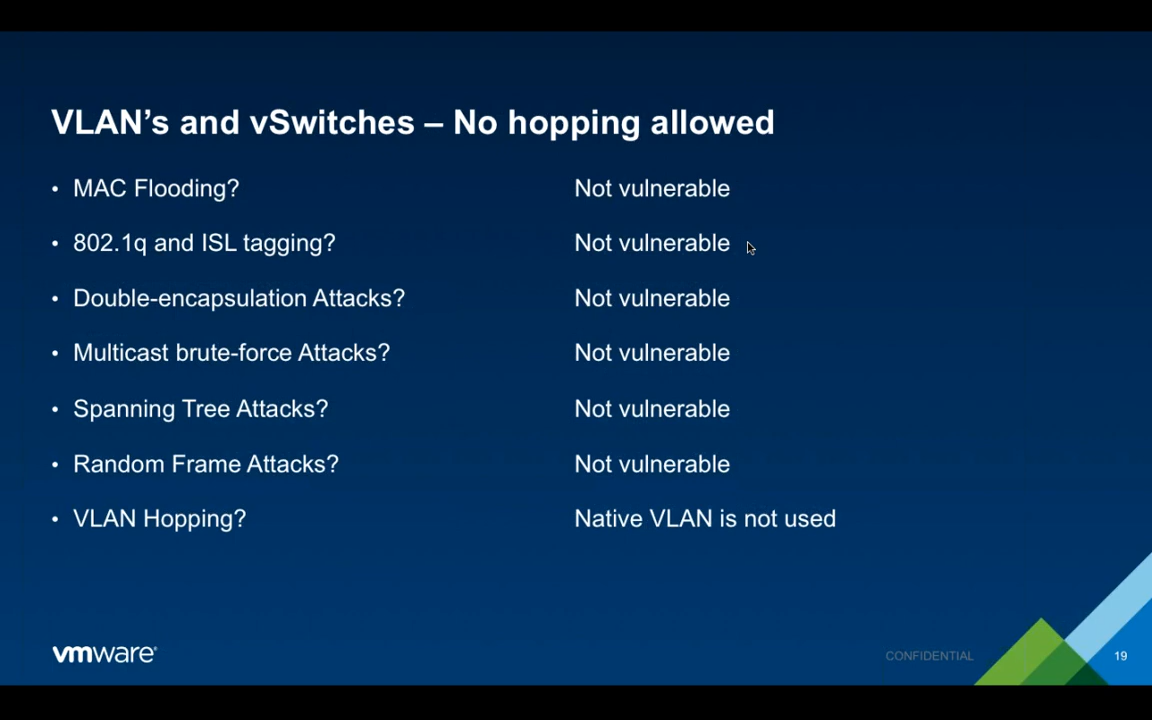 VLAN’s and vSwitches – No hopping allowed
• MAC Flooding? Not vulnerable
• 802.1q and ISL tagging? Not vulnerable
• Double-encapsulation Attacks? Not vulnerable
• Multicast brute-force Attacks? Not vulnerable
• Spanning Tree Attacks? Not vulnerable
• Random Frame Attacks? Not vulnerable
• VLAN Hopping? Native VLAN is not used
vmware®
CONFIDENTIAL
19